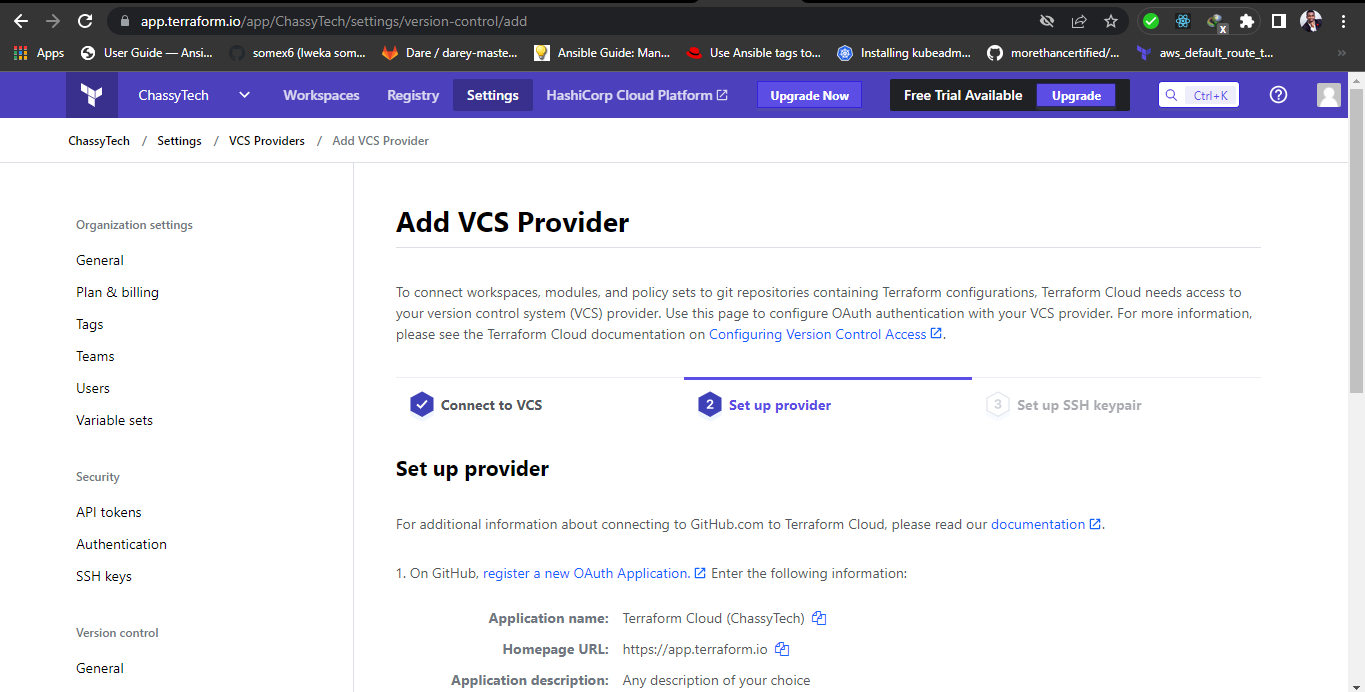 app.terraform.io/app/ChassyTech/settings/version-control/add
Apps
User Guide — Ansi...
somex6 (Iweka som...
Dare / darey-maste...
Ansible Guide: Man...
Use Ansible tags to...
Installing kubeadm...
morethancertified/...
aws_default_route_t...
»
ChassyTech
Workspaces
Registry
Settings
HashiCorp Cloud Platform
Upgrade Now
Free Trial Available
Upgrade
Ctrl+K
ChassyTech / Settings / VCS Providers / Add VCS Provider
Organization settings
General
Plan & billing
Tags
Teams
Users
Variable sets
Security
API tokens
Authentication
SSH keys
Version control
General
Add VCS Provider
To connect workspaces, modules, and policy sets to git repositories containing Terraform configurations, Terraform Cloud needs access to
your version control system (VCS) provider. Use this page to configure OAuth authentication with your VCS provider. For more information,
please see the Terraform Cloud documentation on Configuring Version Control Access.
Connect to VCS
2 Set up provider
3 Set up SSH keypair
Set up provider
For additional information about connecting to GitHub.com to Terraform Cloud, please read our documentation.
1. On GitHub, register a new OAuth Application. Enter the following information:
Application name: Terraform Cloud (ChassyTech)
Homepage URL: https://app.terraform.io
Application description: Any description of your choice